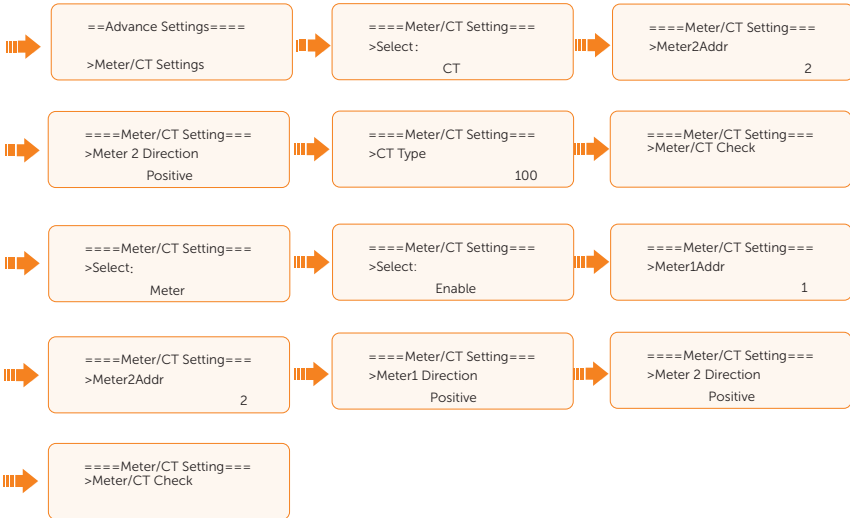 ==Advance Settings====
>Meter/CT Settings
====Meter/CT Setting===
>Select:
CT
====Meter/CT Setting===
>Meter2Addr
2
====Meter/CT Setting===
>Meter 2 Direction
Positive
====Meter/CT Setting===
>CT Type
100
====Meter/CT Setting===
>Meter/CT Check
====Meter/CT Setting===
>Select:
Meter
====Meter/CT Setting===
>Select:
Enable
====Meter/CT Setting===
>Meter1Addr
1
====Meter/CT Setting===
>Meter2Addr
2
====Meter/CT Setting===
>Meter1 Direction
Positive
====Meter/CT Setting===
>Meter 2 Direction
Positive
====Meter/CT Setting===
>Meter/CT Check